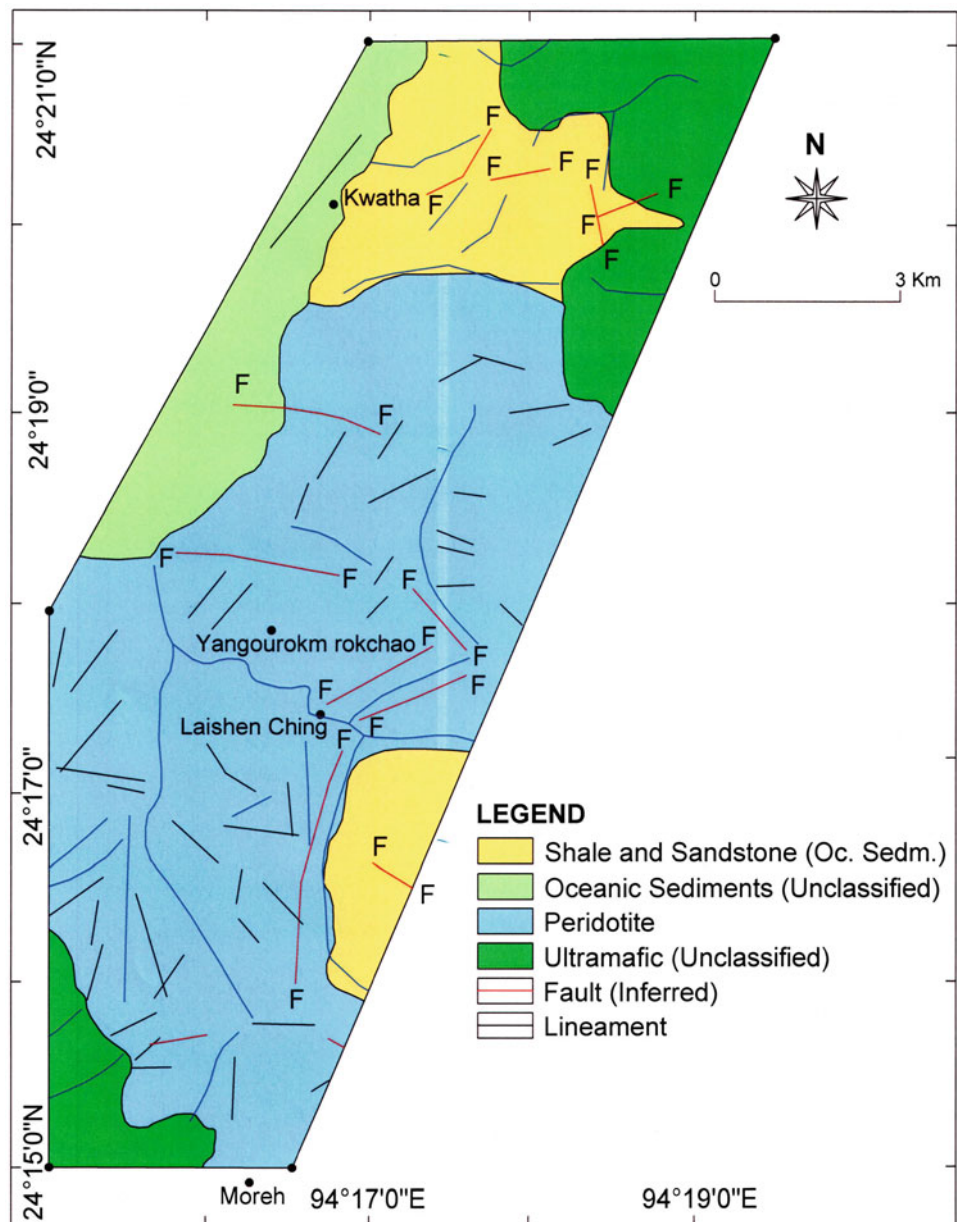 24°21'0"N
F
F
F
F
N
Kwatha
F
F
F
F
0 3 Km
F
F
24°19'0"
F
F
F
Yangourokm rokchao
F
F
F
F
Laishen Ching
F
F
24°17'0"
LEGEND
F
Shale and Sandstone (Oc. Sedm.)
F
Oceanic Sediments (Unclassified)
Peridotite
Ultramafic (Unclassified)
F
Fault (Inferred)
Lineament
24°15'0"N
Moreh
94°17'0"E
94°19'0"E